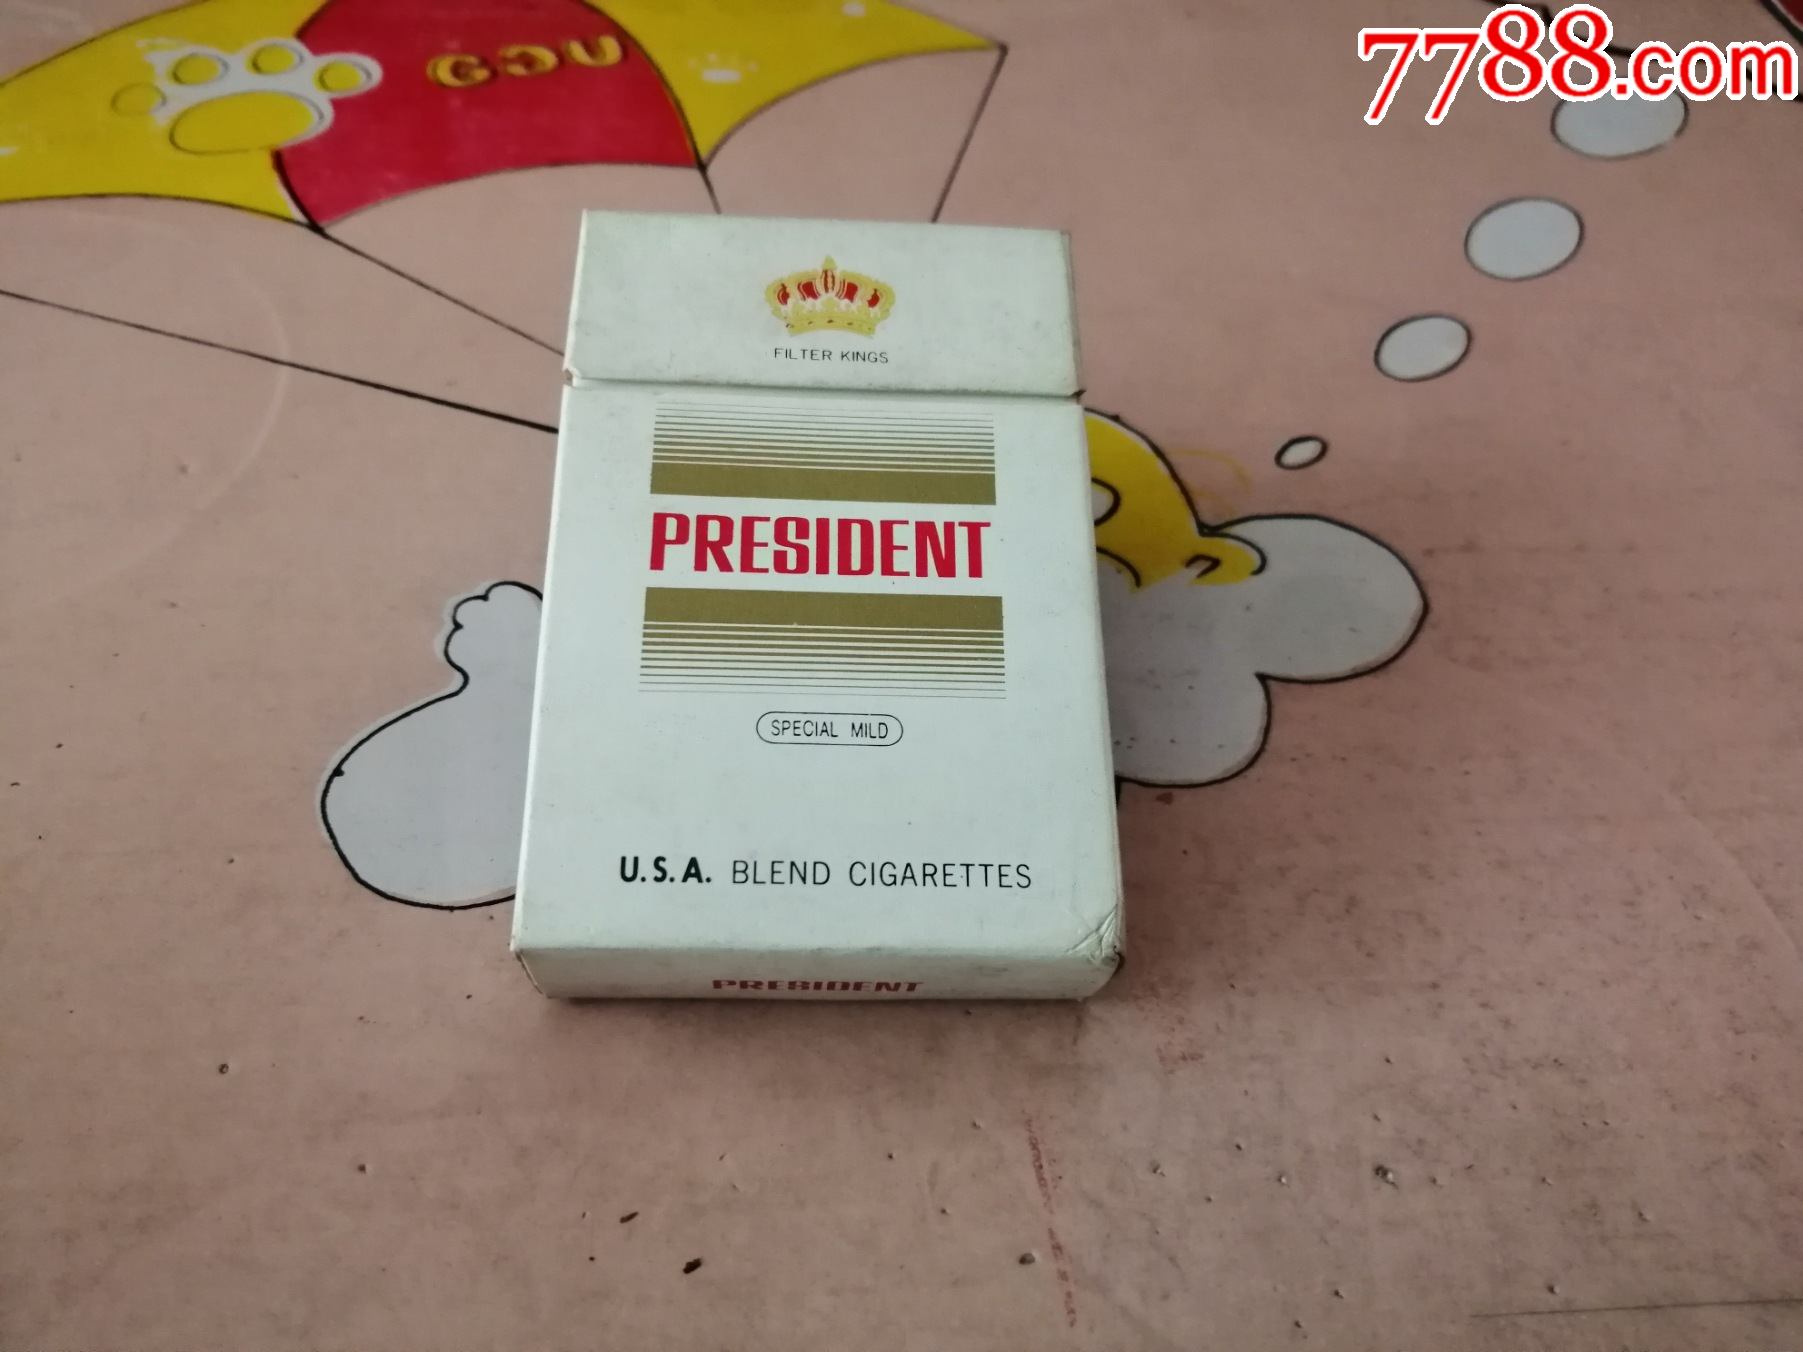 7788.com
FILTER KINGS
PRESIDENT
SPECIAL MILD
U.S.A. BLEND CIGARETTES
PRESIDENT